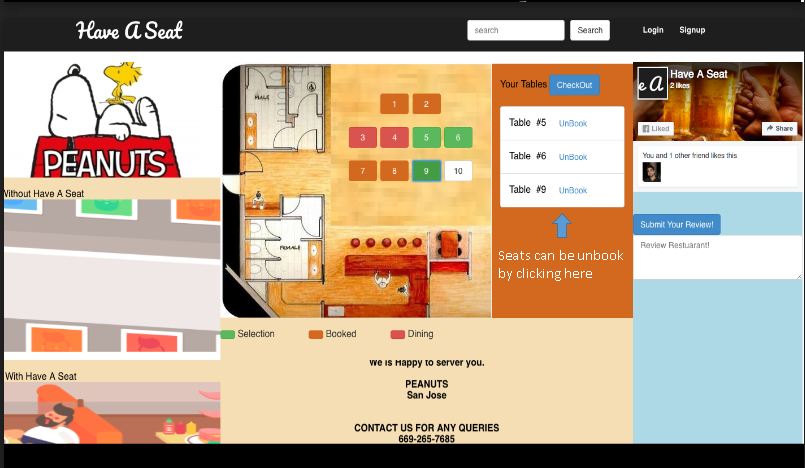 Have A Seat
search
Search
Login
Signup
PEANUTS
Without Have A Seat
With Have A Seat
MALE
FEMALE
1 2
3 4 5 6
7 8 9 10
Selection
Booked
Dining
We is Happy to server you.
PEANUTS
San Jose
CONTACT US FOR ANY QUERIES
669-265-7685
Your Tables CheckOut
Table #5 UnBook
Table #6 UnBook
Table #9 UnBook
Seats can be unbook
by clicking here
e A
Have A Seat
2 likes
Liked
Share
You and 1 other friend likes this
Submit Your Review!
Review Restuarant!